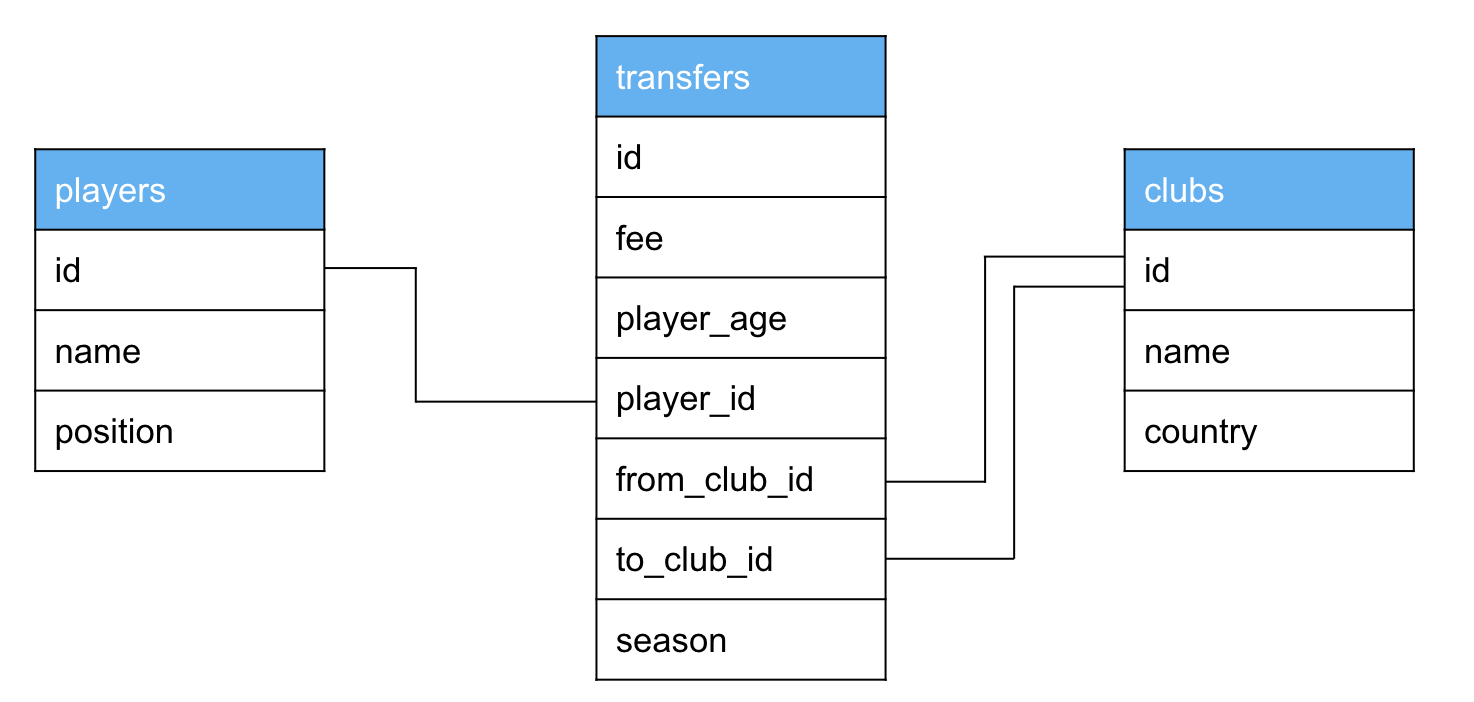 players
id
name
position
transfers
id
fee
player_age
player_id
from_club_id
to_club_id
season
clubs
id
name
country